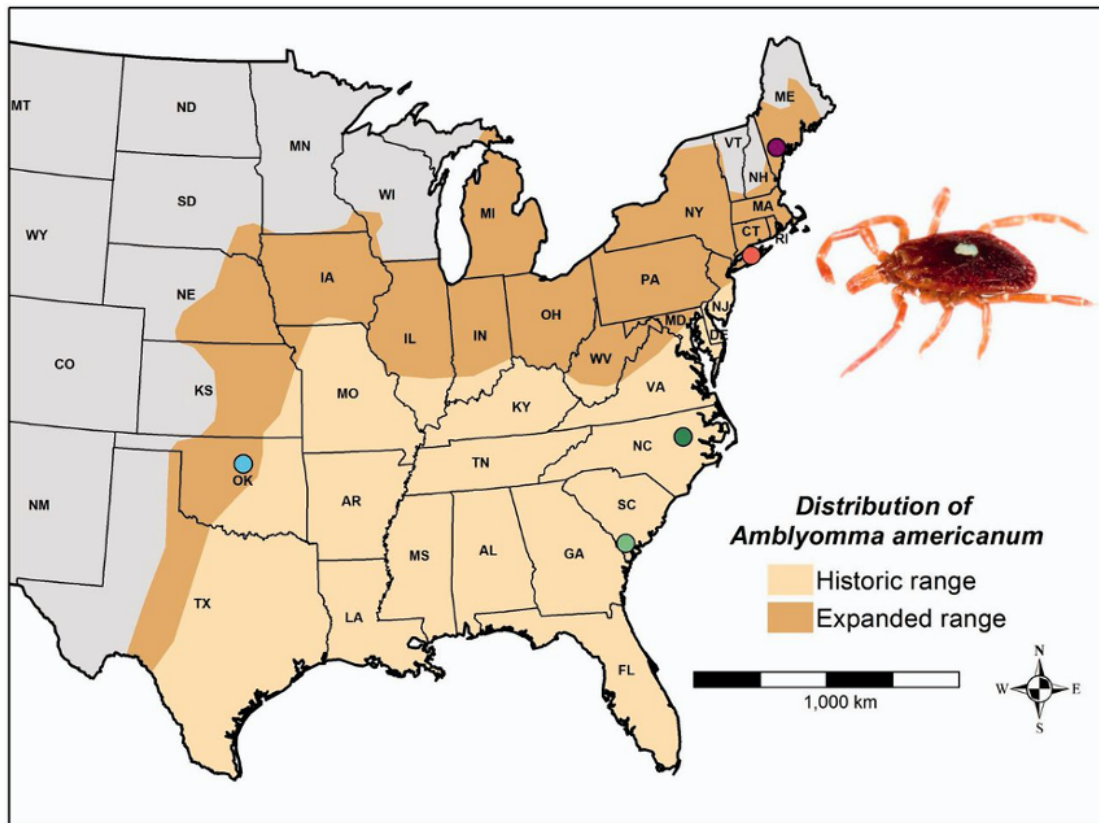 ME
MT
ND
MN
VT
NH
SD
WI
MI
NY
MA
CT
RI
WY
IA
PA
NE
NJ
OH
MD
DE
IL
IN
WV
CO
KS
MO
VA
KY
NC
TN
OK
AR
SC
NM
MS
AL
GA
TX
LA
FL
Distribution of
Amblyomma americanum
Historic range
Expanded range
1,000 km
N
W
E
S